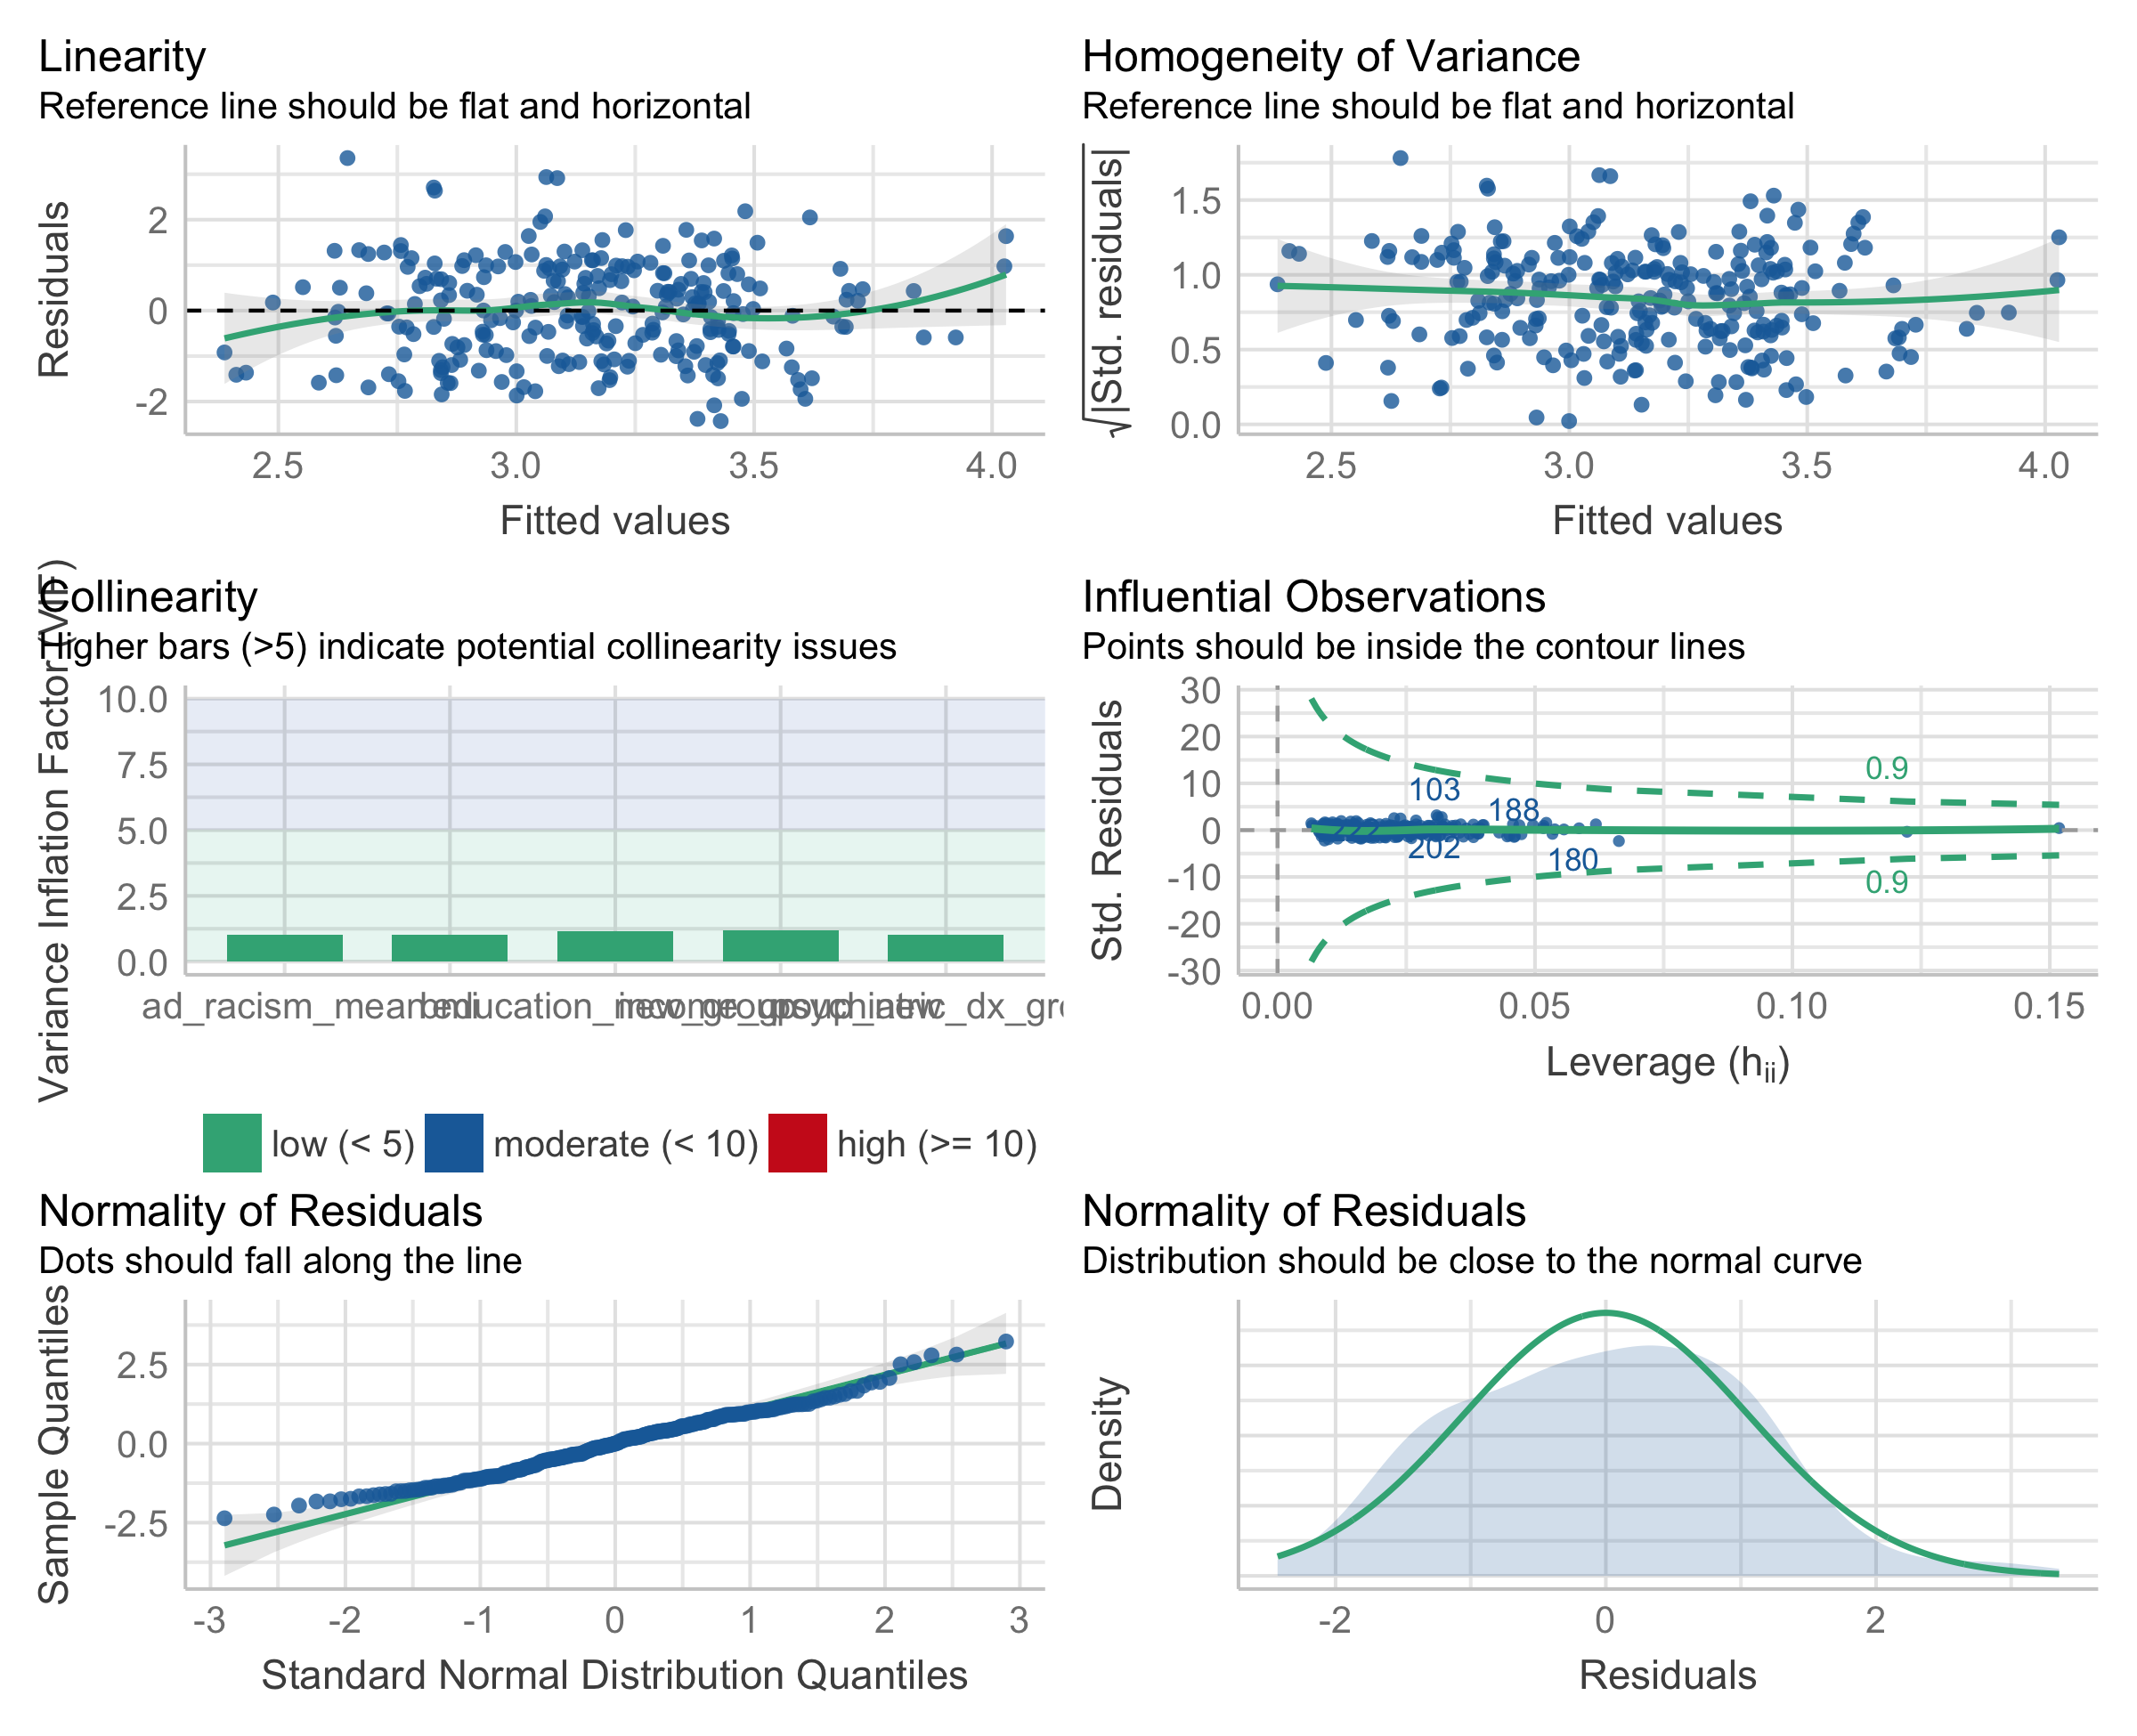 Linearity
Reference line should be flat and horizontal
Residuals
2
0
-2
2.5 3.0 3.5 4.0
Fitted values
Homogeneity of Variance
Reference line should be flat and horizontal
√|Std. residuals|
1.5
1.0
0.5
0.0
2.5 3.0 3.5 4.0
Fitted values
Collinearity
Higher bars (>5) indicate potential collinearity issues
Variance Inflation Factor (VIF)
10.0
7.5
5.0
2.5
0.0
ad_racism_mean
low (< 5) moderate (< 10) high (>= 10)
Influential Observations
Points should be inside the contour lines
Std. Residuals
30
20
10
0
-10
-20
-30
0.9
103
188
202
180
0.9
0.00 0.05 0.10 0.15
Leverage (hii)
Normality of Residuals
Dots should fall along the line
Sample Quantiles
2.5
0.0
-2.5
-3 -2 -1 0 1 2 3
Standard Normal Distribution Quantiles
Normality of Residuals
Distribution should be close to the normal curve
Density
-2 0 2
Residuals